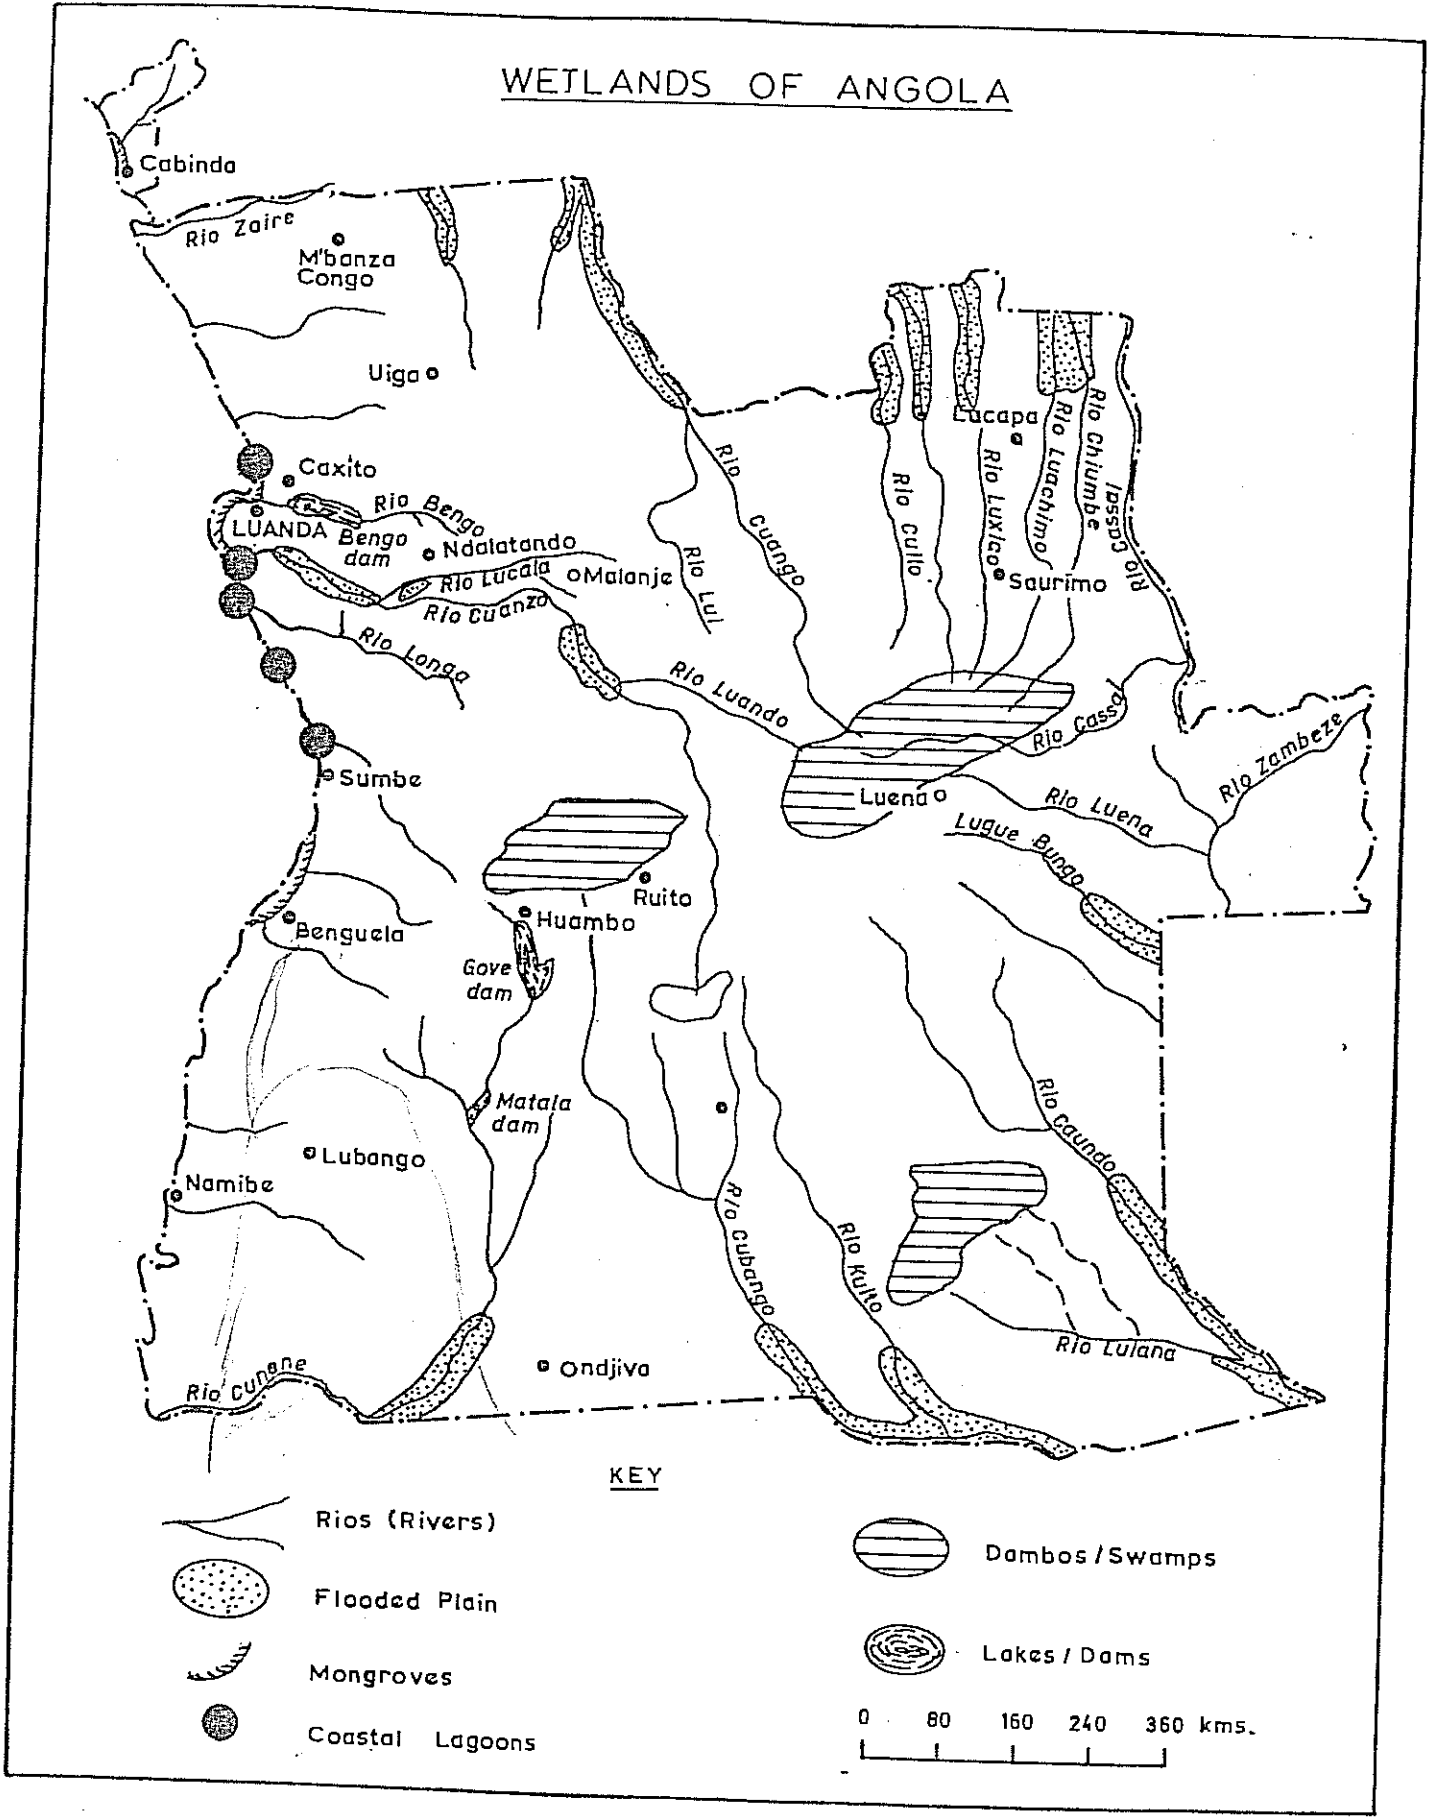 WETLANDS OF ANGOLA
Cabinda
Rio Zaire
M'banza
Congo
Uiga
Caxito
Rio Bengo
LUANDA
Bengo
dam
Ndalatando
Rio Lucala
Malanje
Rio Cuanzo
Rio Longa
Rio Lui
Rio Cuango
Rio Cuilo
Lucapa
Rio Luxico
Rio Luachimo
Rio Chiumbe
Rio Cassai
Saurimo
Rio Luando
Rio Cassai
Rio Zambeze
Luena
Rio Luena
Lugue Bungo
Sumbe
Ruito
Huambo
Benguela
Gove
dam
Matala
dam
Lubango
Namibe
Rio Caundo
Rio Cubango
Rio Kuito
Rio Luiana
Rio Cunene
Ondjiva
KEY
Rios (Rivers)
Flooded Plain
Mongroves
Coastal Lagoons
Dambos/Swamps
Lakes/Dams
0 80 160 240 360 kms.